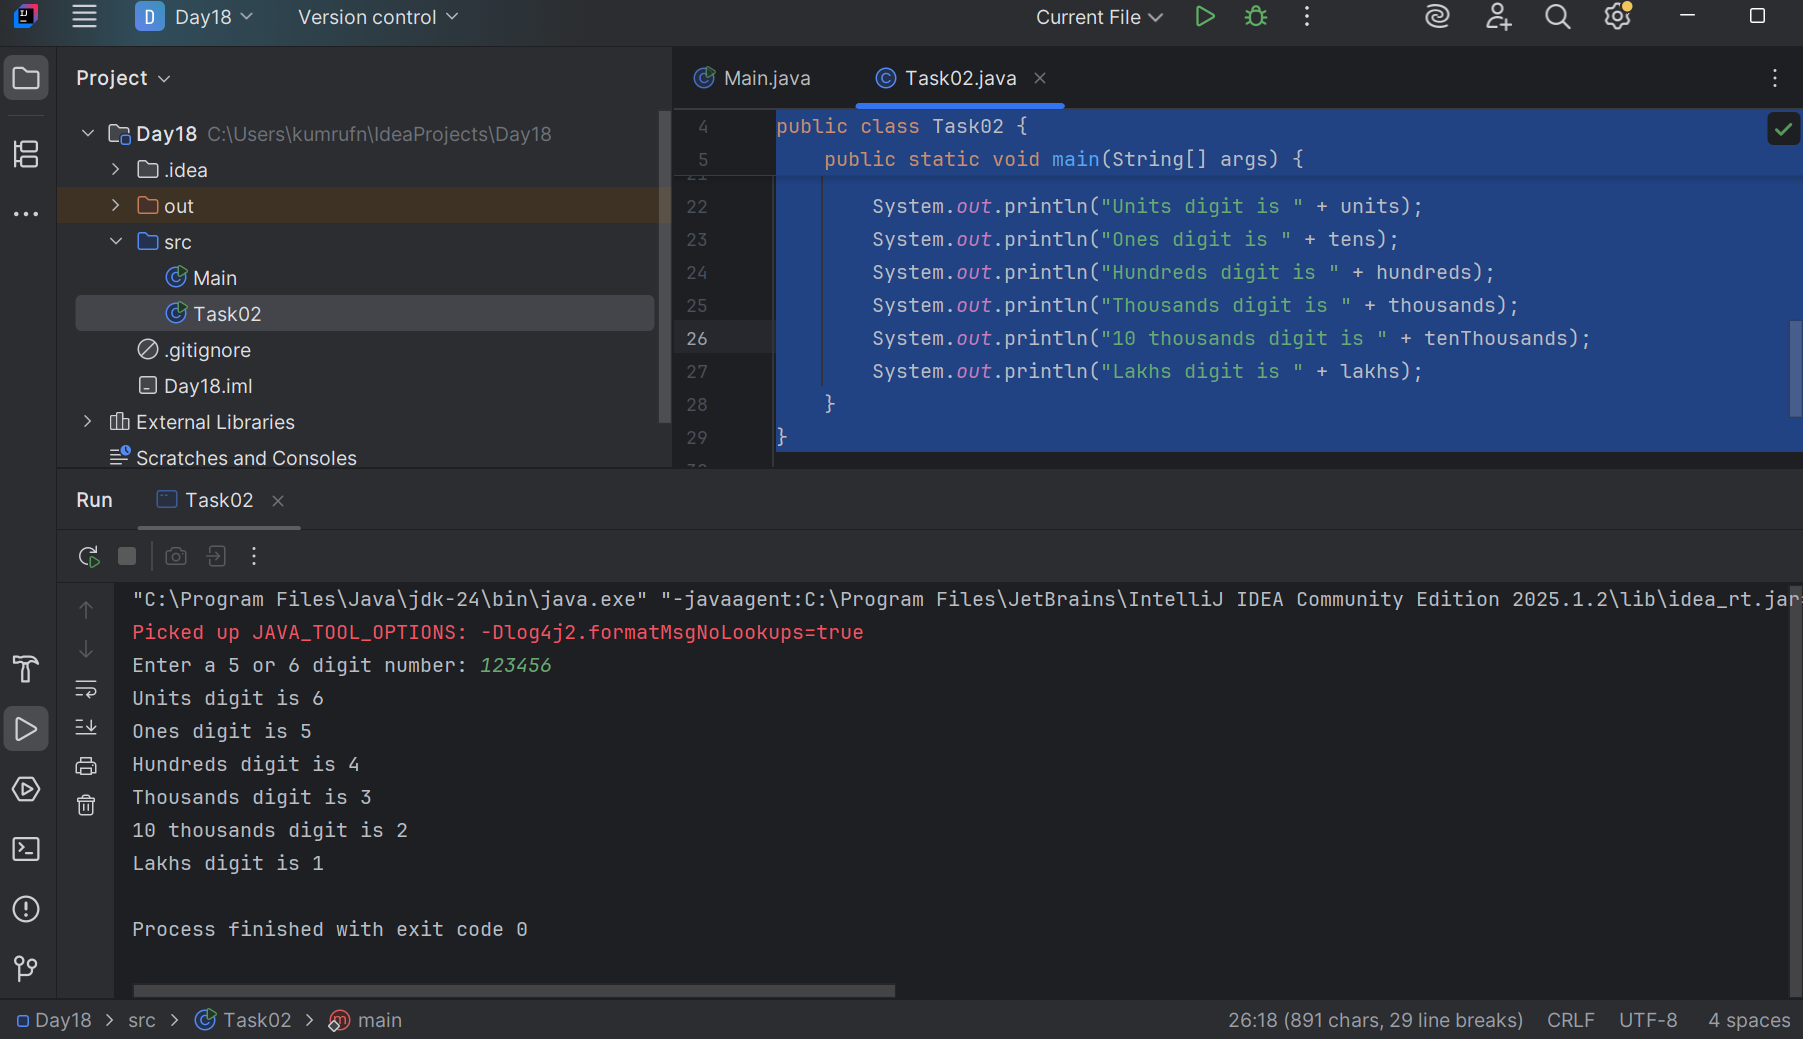 D Day18 Version control Current File
Project
Main.java Task02.java
Day18 C:\Users\kumrufn\IdeaProjects\Day18
.idea
out
src
Main
Task02
.gitignore
Day18.iml
External Libraries
Scratches and Consoles
4 public class Task02 {
5 public static void main(String[] args) {
22 System.out.println("Units digit is " + units);
23 System.out.println("Ones digit is " + tens);
24 System.out.println("Hundreds digit is " + hundreds);
25 System.out.println("Thousands digit is " + thousands);
26 System.out.println("10 thousands digit is " + tenThousands);
27 System.out.println("Lakhs digit is " + lakhs);
28 }
29 }
Run Task02
"C:\Program Files\Java\jdk-24\bin\java.exe" "-javaagent:C:\Program Files\JetBrains\IntelliJ IDEA Community Edition 2025.1.2\lib\idea_rt.jar=
Picked up JAVA_TOOL_OPTIONS: -Dlog4j2.formatMsgNoLookups=true
Enter a 5 or 6 digit number: 123456
Units digit is 6
Ones digit is 5
Hundreds digit is 4
Thousands digit is 3
10 thousands digit is 2
Lakhs digit is 1
Process finished with exit code 0
Day18 > src > Task02 > main 26:18 (891 chars, 29 line breaks) CRLF UTF-8 4 spaces